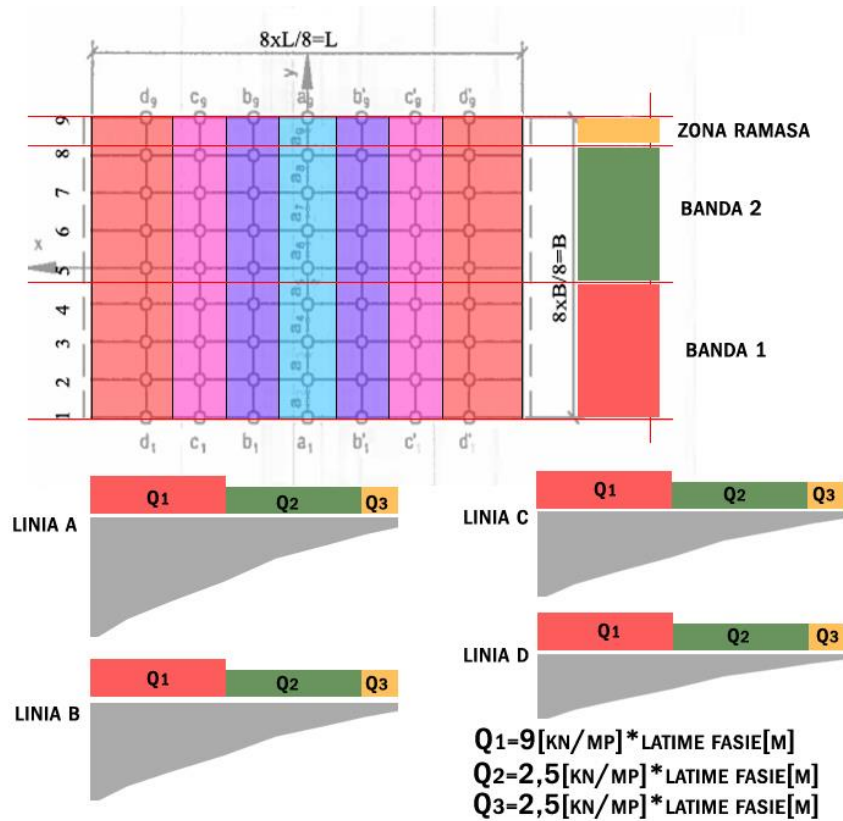 8xL/8=L
y
d9 c9 b9 a9 b'9 c'9 d'9
9
8
7
6
5
4
3
2
1
x
8xB/8=B
d1 c1 b1 a1 b'1 c'1 d'1
ZONA RAMASA
BANDA 2
BANDA 1
Q1 Q2 Q3
LINIA A
Q1 Q2 Q3
LINIA B
Q1 Q2 Q3
LINIA C
Q1 Q2 Q3
LINIA D
Q1=9[KN/MP]*LATIME FASIE[M]
Q2=2,5[KN/MP]*LATIME FASIE[M]
Q3=2,5[KN/MP]*LATIME FASIE[M]